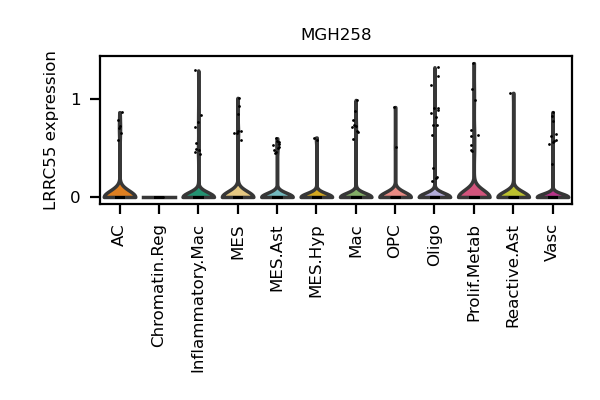 MGH258
LRRC55 expression
1
0
AC
Chromatin.Reg
Inflammatory.Mac
MES
MES.Ast
MES.Hyp
Mac
OPC
Oligo
Prolif.Metab
Reactive.Ast
Vasc